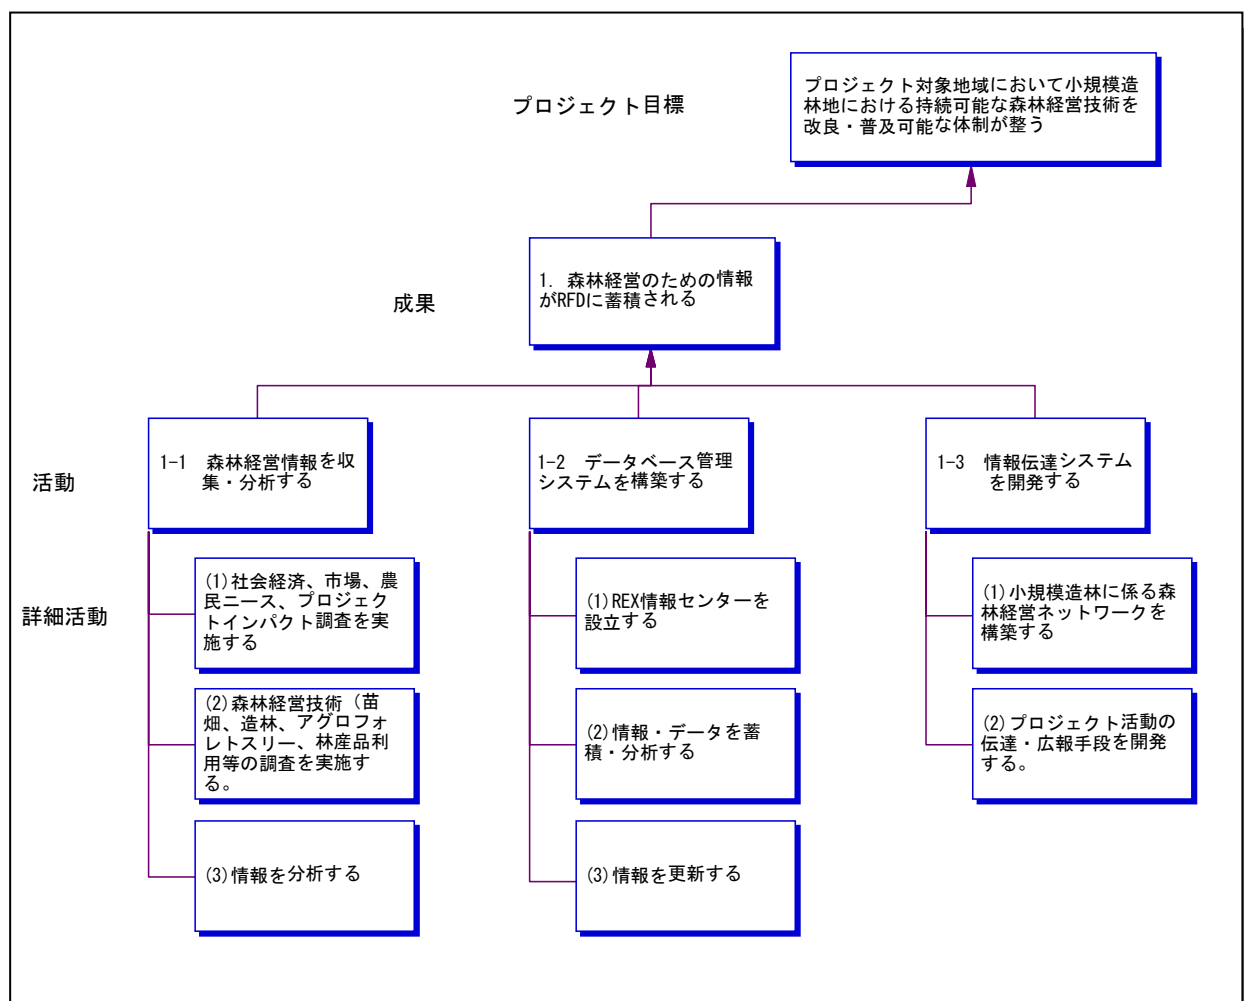 プロジェクト目標
プロジェクト対象地域において小規模造
林地における持続可能な森林経営技術を
改良・普及可能な体制が整う
成果
1. 森林経営のための情報
がRFDに蓄積される
活動
1-1 森林経営情報を収
集・分析する
1-2 データベース管理
システムを構築する
1-3 情報伝達システム
を開発する
詳細活動
(1)社会経済、市場、農
民ニース、プロジェク
トインパクト調査を実
施する
(1)REX情報センターを
設立する
(1)小規模造林に係る森
林経営ネットワークを
構築する
(2)森林経営技術（苗
畑、造林、アグロフォ
レトスリー、林産品利
用等の調査を実施す
る。
(2)情報・データを蓄
積・分析する
(2)プロジェクト活動の
伝達・広報手段を開発
する。
(3)情報を分析する
(3)情報を更新する